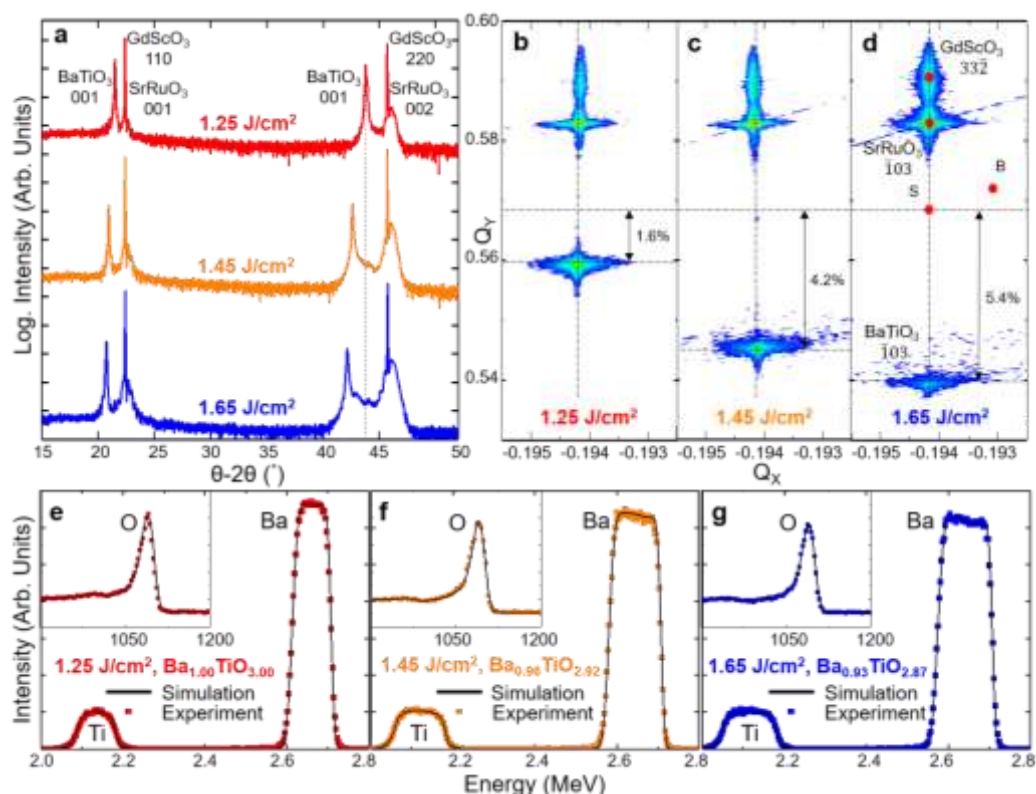 a
GdScO3
110
GdScO3
220
BaTiO3
001
SrRuO3
001
BaTiO3
001
SrRuO3
002
1.25 J/cm²
1.45 J/cm²
1.65 J/cm²
Log. Intensity (Arb. Units)
15 20 25 30 35 40 45 50
θ-2θ (°)
0.60
0.58
0.56
0.54
QY
b
1.6%
1.25 J/cm²
c
4.2%
1.45 J/cm²
d
GdScO3
332̄
SrRuO3
1̄03
B
S
5.4%
BaTiO3
1̄03
1.65 J/cm²
-0.195 -0.194 -0.193 -0.195 -0.194 -0.193 -0.195 -0.194 -0.193
QX
Intensity (Arb. Units)
e
O
Ba
1050 1200
1.25 J/cm², Ba1.00TiO3.00
Simulation
Experiment
Ti
f
O
Ba
1050 1200
1.45 J/cm², Ba0.96TiO2.92
Simulation
Experiment
Ti
g
O
Ba
1050 1200
1.65 J/cm², Ba0.93TiO2.87
Simulation
Experiment
Ti
2.0 2.2 2.4 2.6 2.8 2.2 2.4 2.6 2.8 2.2 2.4 2.6 2.8
Energy (MeV)